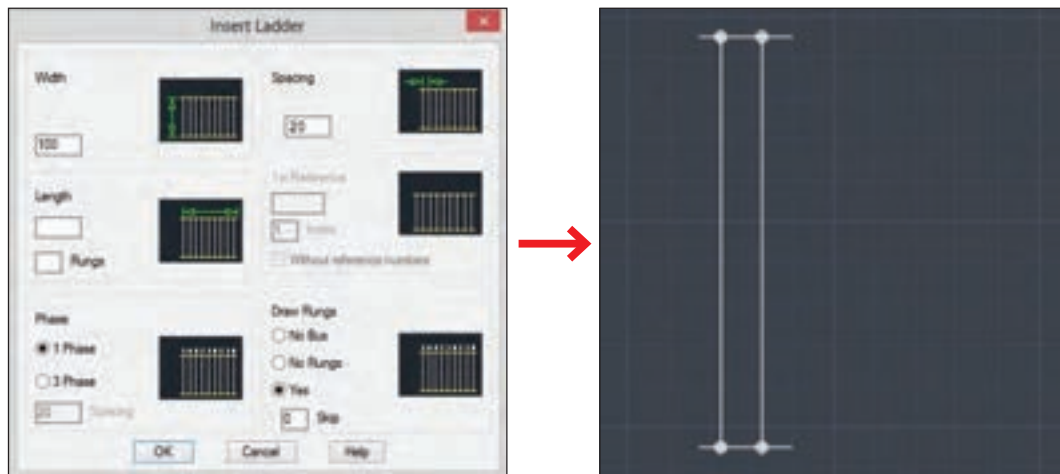 Insert Ladder
Width
100
Spacing
20
Length
Rungs
1st Reference
1 Index
Without reference numbers
Phase
1 Phase
3 Phase
20 Spacing
Draw Rungs
No Bus
No Rungs
Yes
0 Skip
OK Cancel Help